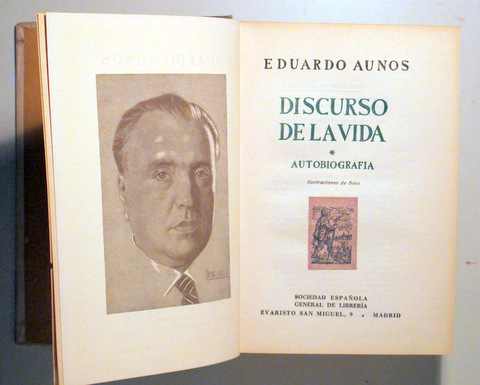 EDUARDO AUNOS
DISCURSO
DE LA VIDA
*
AUTOBIOGRAFIA
Ilustraciones de Sáez
SOCIEDAD ESPAÑOLA
GENERAL DE LIBRERÍA
EVARISTO SAN MIGUEL, 9 • MADRID